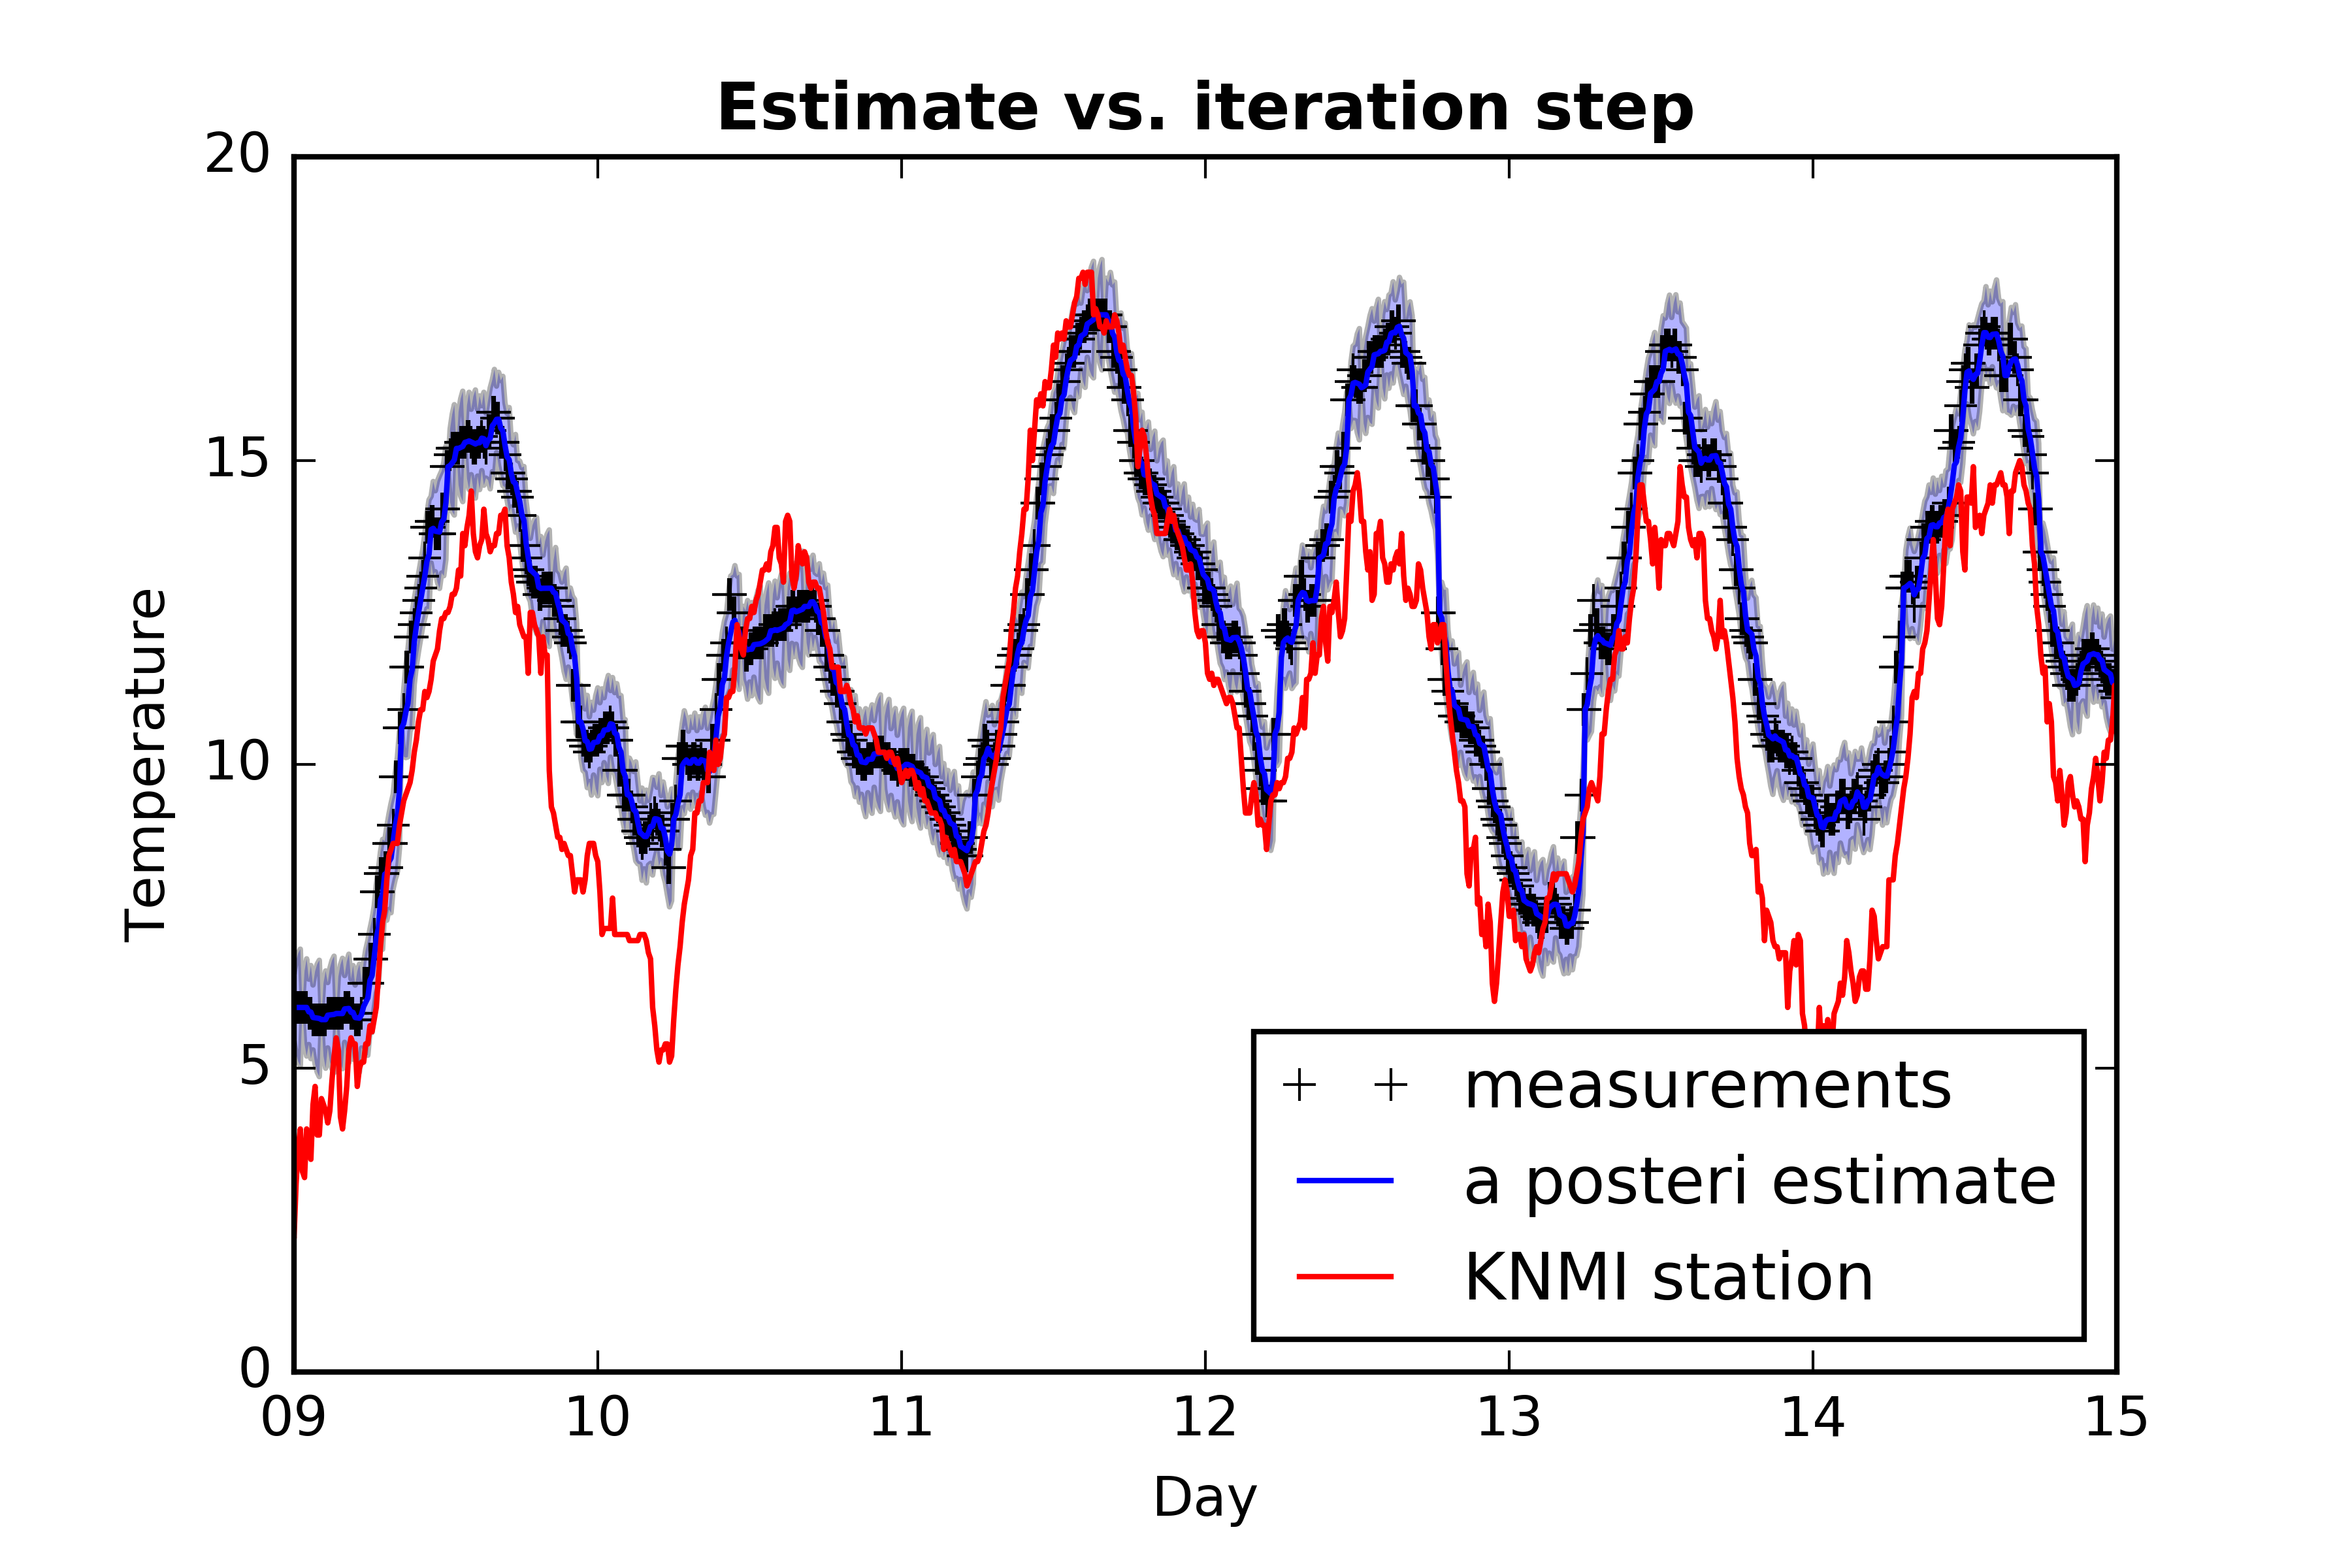 Estimate vs. iteration step
20
15
10
5
0
Temperature
09 10 11 12 13 14 15
Day
measurements
a posteri estimate
KNMI station